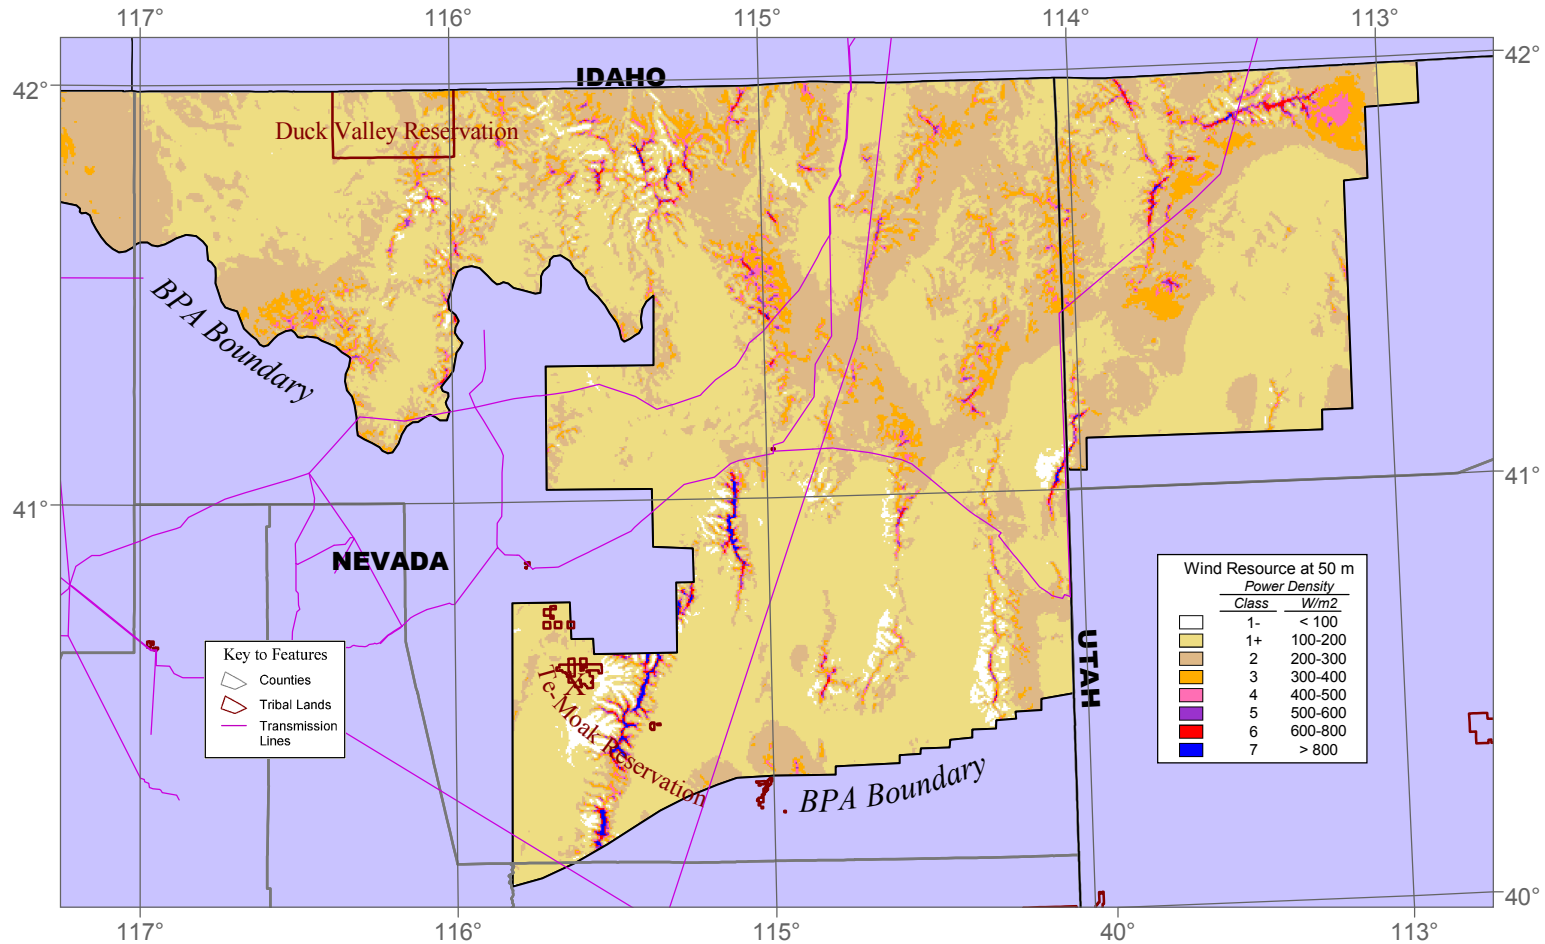 117° 116° 115° 114° 113°
42° 42°
IDAHO
Duck Valley Reservation
BPA Boundary
41° 41°
NEVADA
Wind Resource at 50 m
Power Density
Class W/m2
1- < 100
1+ 100-200
2 200-300
3 300-400
4 400-500
5 500-600
6 600-800
7 > 800
UTAH
Key to Features
Counties
Tribal Lands
Transmission
Lines
Te-Moak Reservation
X
BPA Boundary
40°
117° 116° 115° 40° 113°